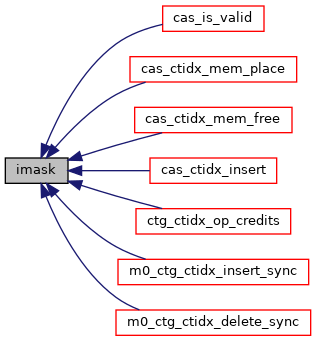 cas_is_valid
cas_ctidx_mem_place
cas_ctidx_mem_free
imask
cas_ctidx_insert
ctg_ctidx_op_credits
m0_ctg_ctidx_insert_sync
m0_ctg_ctidx_delete_sync